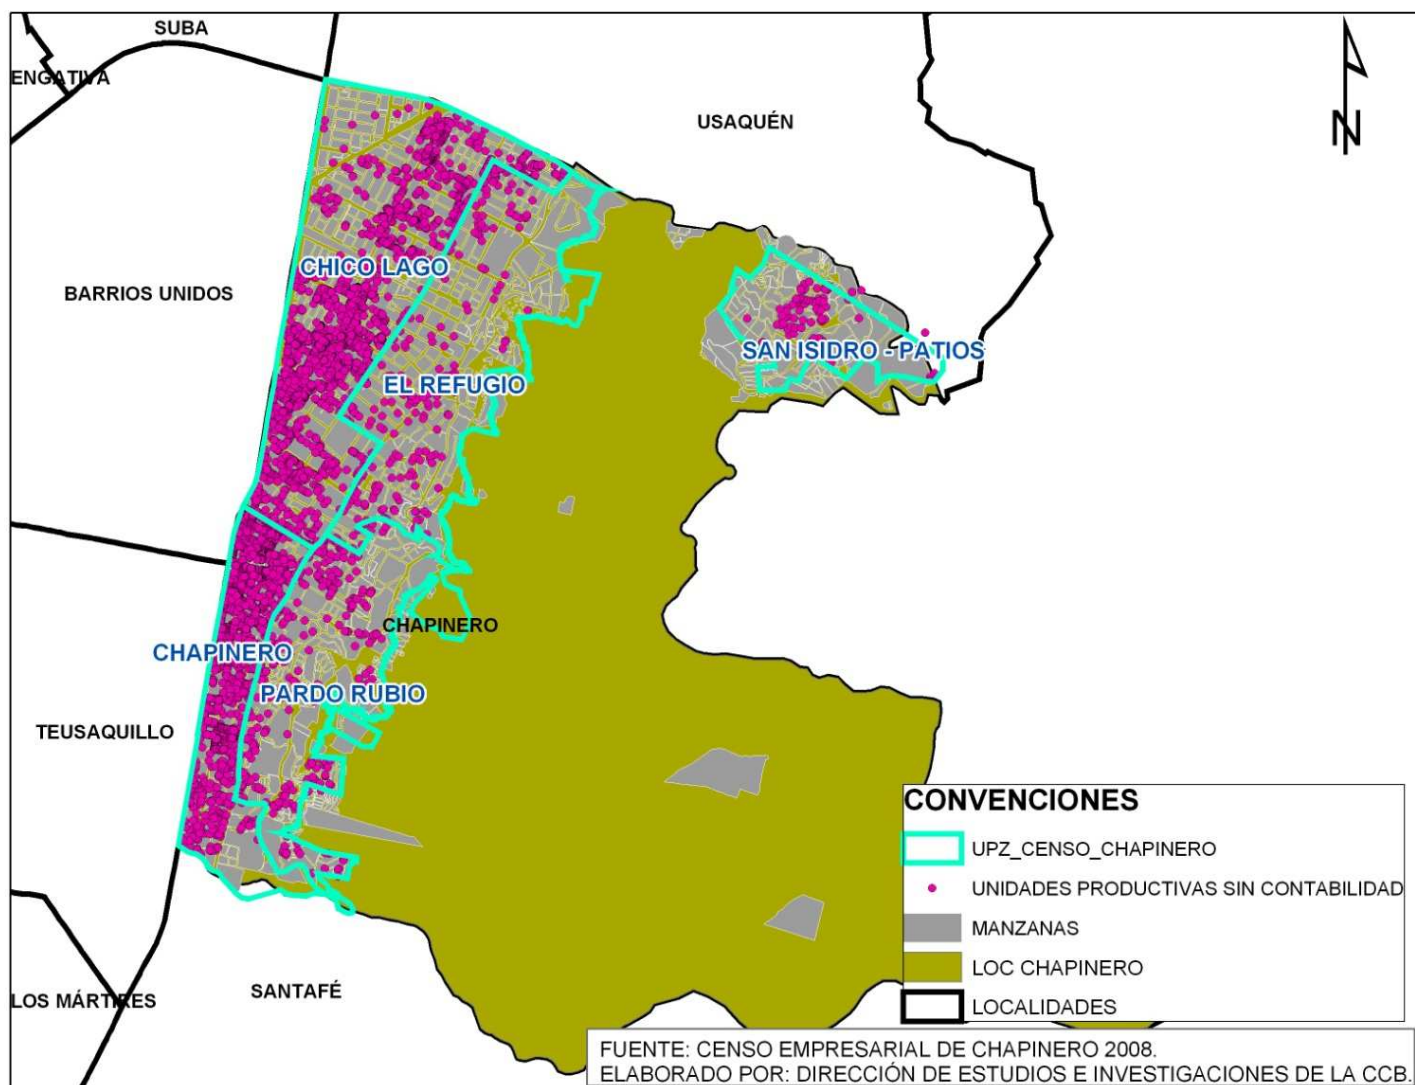 SUBA
ENGATIVA
USAQUÉN
N
CHICO LAGO
BARRIOS UNIDOS
SAN ISIDRO - PATIOS
EL REFUGIO
CHAPINERO
CHAPINERO
PARDO RUBIO
TEUSAQUILLO
CONVENCIONES
UPZ_CENSO_CHAPINERO
UNIDADES PRODUCTIVAS SIN CONTABILIDAD
MANZANAS
LOC CHAPINERO
LOS MÁRTIRES
SANTAFÉ
LOCALIDADES
FUENTE: CENSO EMPRESARIAL DE CHAPINERO 2008.
ELABORADO POR: DIRECCIÓN DE ESTUDIOS E INVESTIGACIONES DE LA CCB.